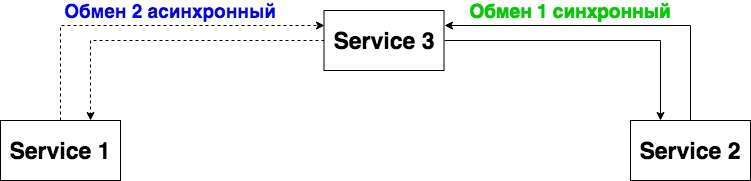 Обмен 2 асинхронный
Обмен 1 синхронный
Service 3
Service 1
Service 2